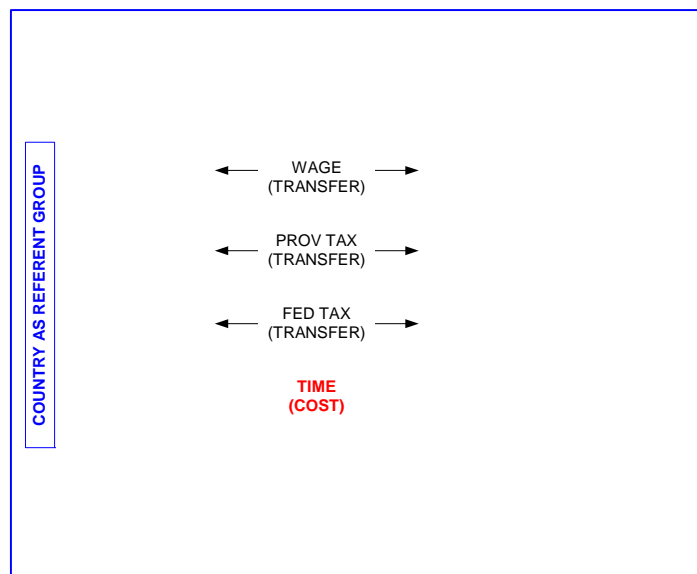 COUNTRY AS REFERENT GROUP
WAGE
(TRANSFER)
PROV TAX
(TRANSFER)
FED TAX
(TRANSFER)
TIME
(COST)